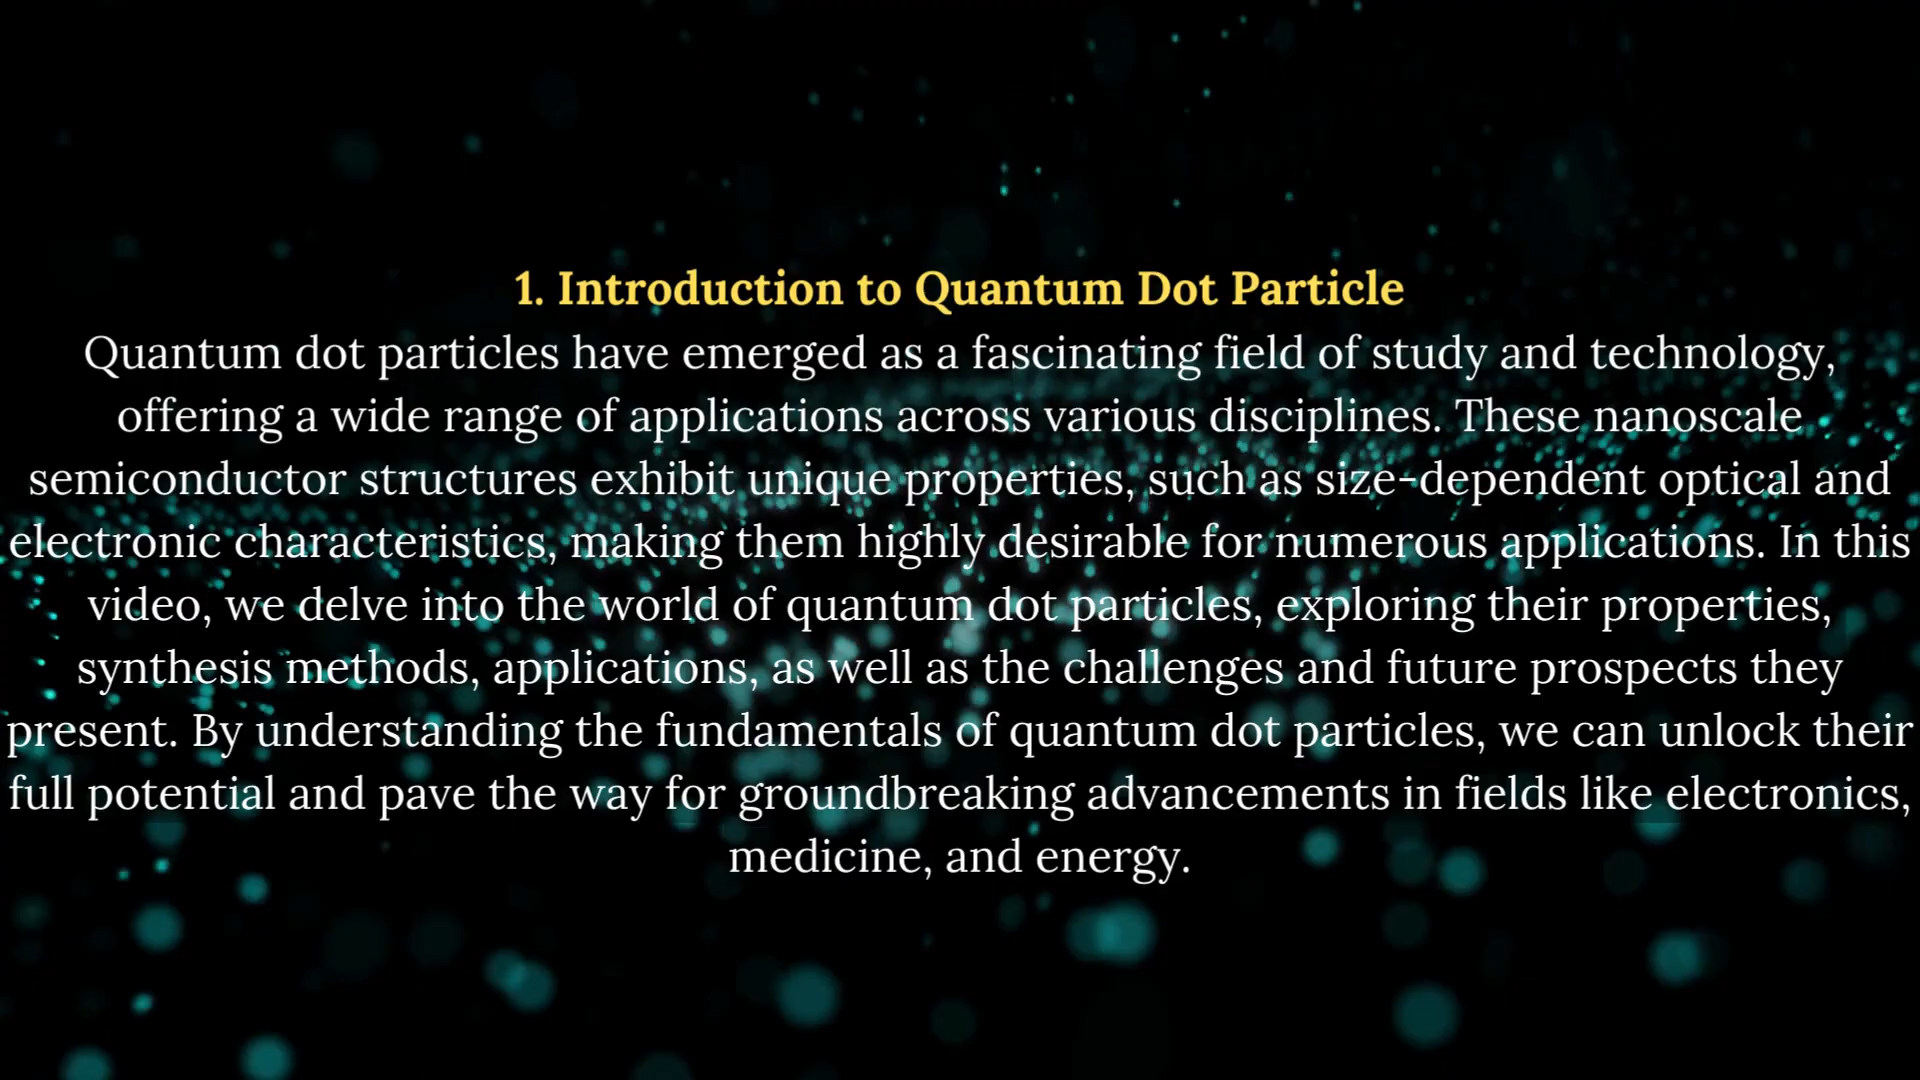 1. Introduction to Quantum Dot Particle
Quantum dot particles have emerged as a fascinating field of study and technology,
offering a wide range of applications across various disciplines. These nanoscale
semiconductor structures exhibit unique properties, such as size-dependent optical and
electronic characteristics, making them highly desirable for numerous applications. In this
video, we delve into the world of quantum dot particles, exploring their properties,
synthesis methods, applications, as well as the challenges and future prospects they
present. By understanding the fundamentals of quantum dot particles, we can unlock their
full potential and pave the way for groundbreaking advancements in fields like electronics,
medicine, and energy.